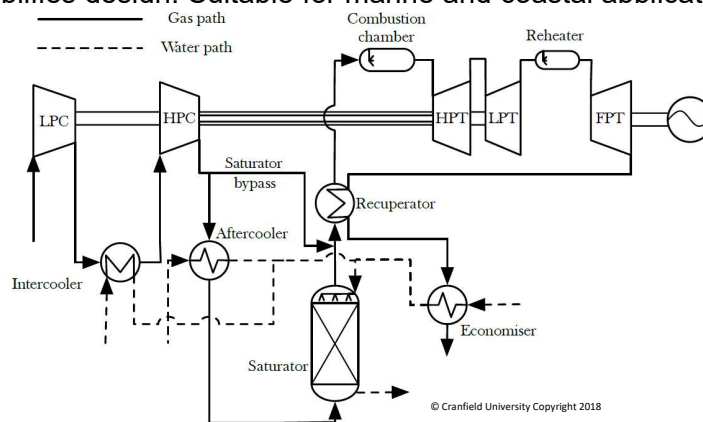 Gas path
Water path
Combustion
chamber
Reheater
LPC
HPC
HPT
LPT
FPT
Saturator
bypass
Recuperator
Aftercooler
Intercooler
Economiser
Saturator
© Cranfield University Copyright 2018